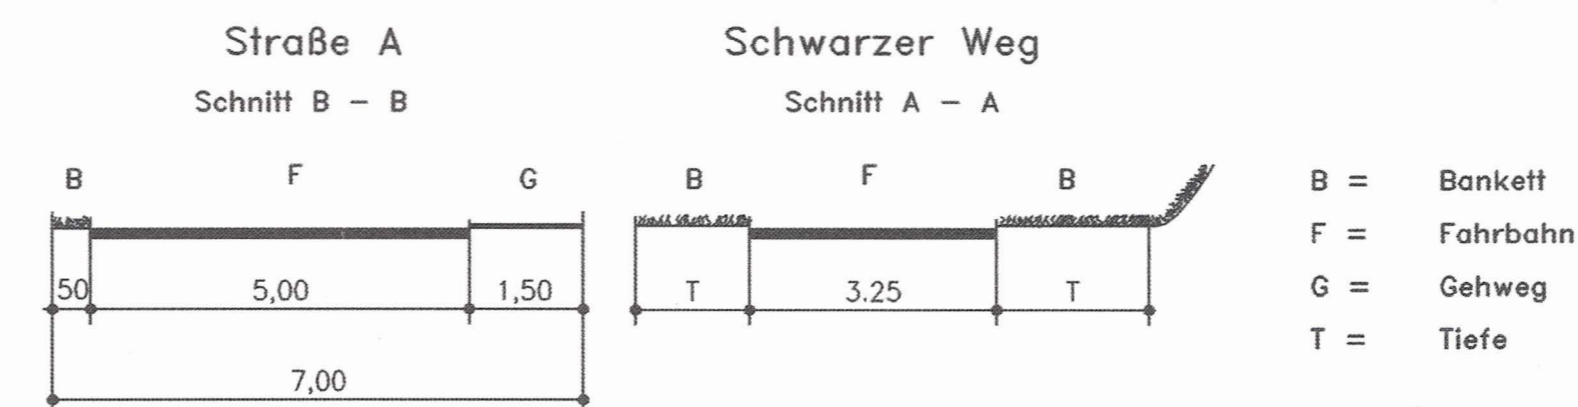 Straße A
Schnitt B – B
B F G
50 5,00 1,50
7,00
Schwarzer Weg
Schnitt A – A
B F B
T 3.25 T
B = Bankett
F = Fahrbahn
G = Gehweg
T = Tiefe